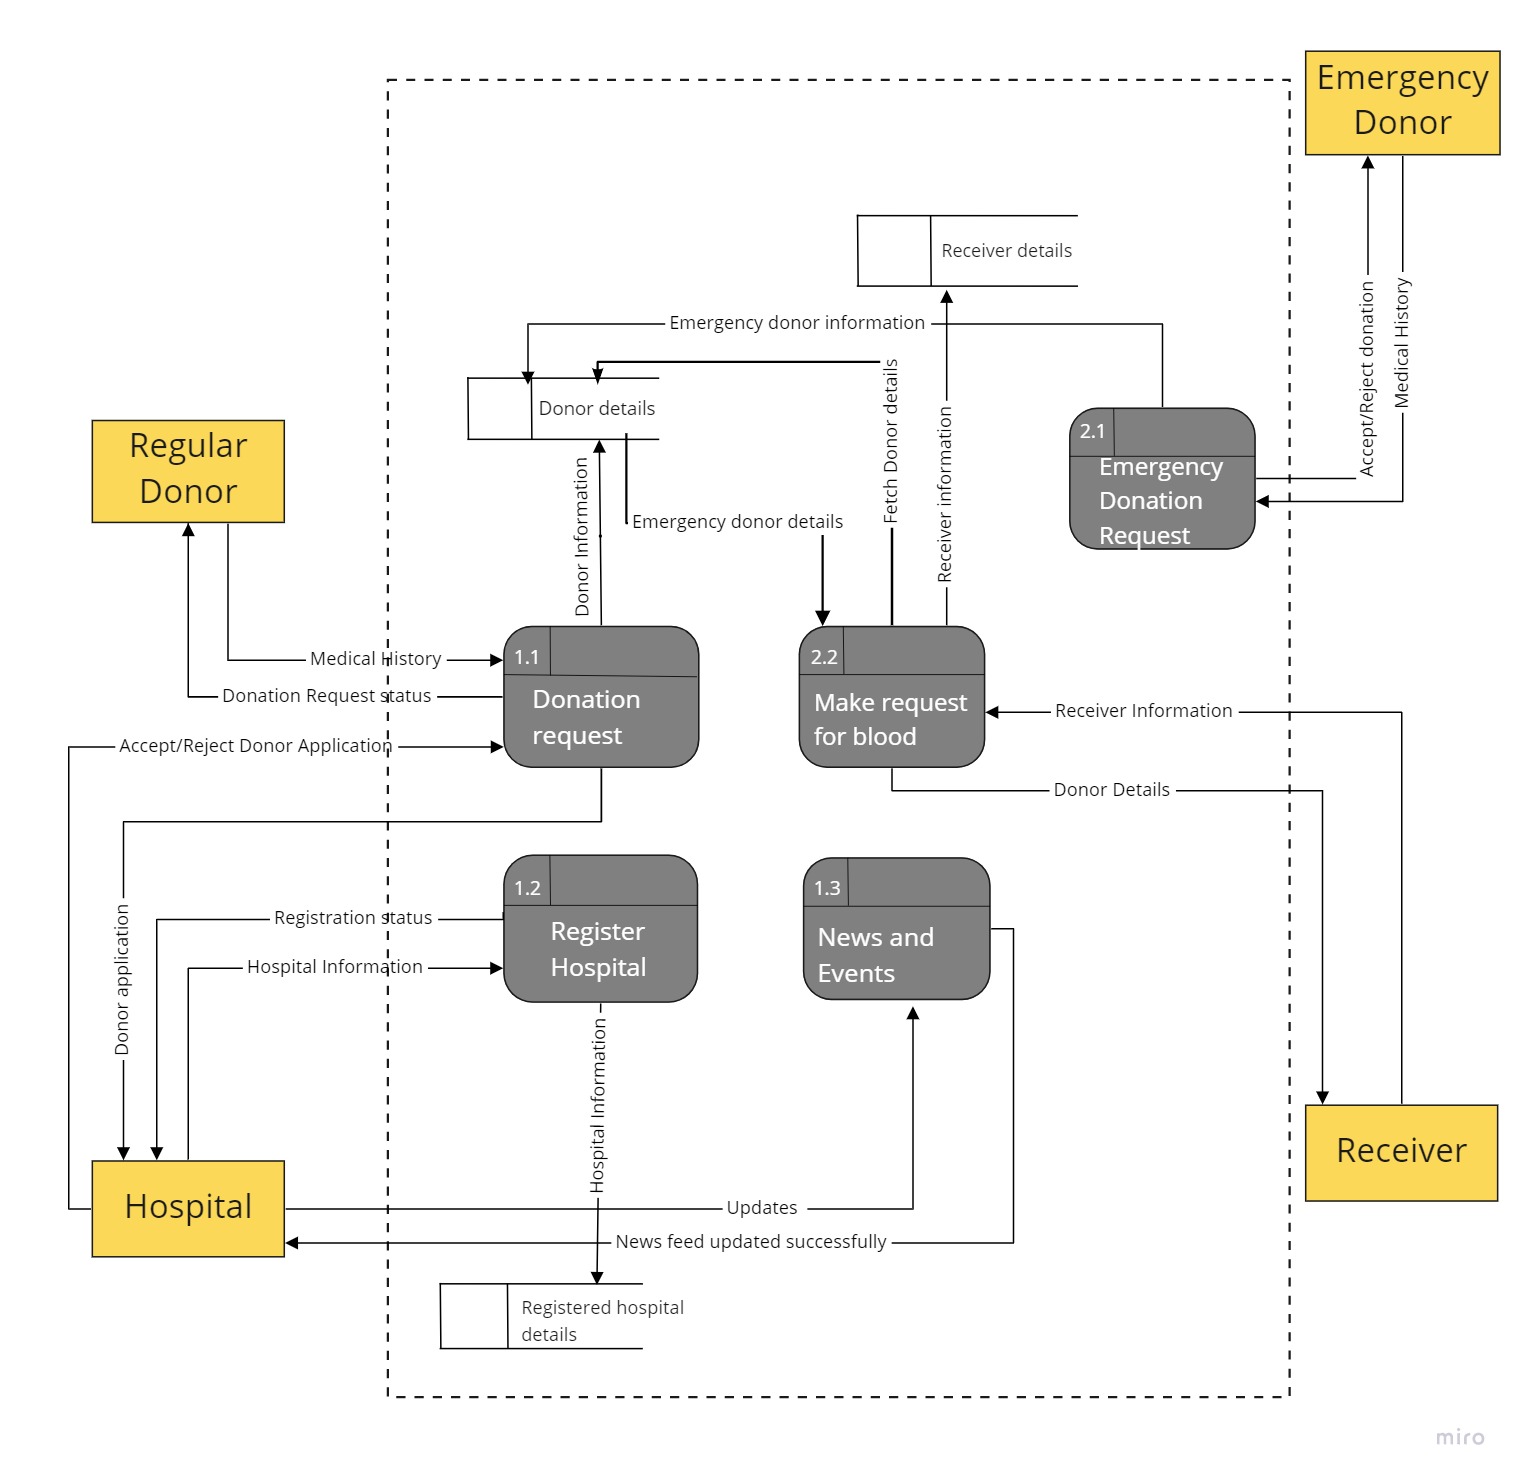 Emergency
Donor
Receiver details
Emergency donor information
Accept/Reject donation
Medical History
Fetch Donor details
Receiver information
Donor details
2.1
Emergency
Donation
Request
Regular
Donor
Donor Information
Emergency donor details
Medical History
1.1
Donation
request
2.2
Make request
for blood
Donation Request status
Receiver Information
Accept/Reject Donor Application
Donor Details
1.2
Register
Hospital
1.3
News and
Events
Registration status
Hospital Information
Donor application
Hospital Information
Receiver
Hospital
Updates
News feed updated successfully
Registered hospital
details
miro